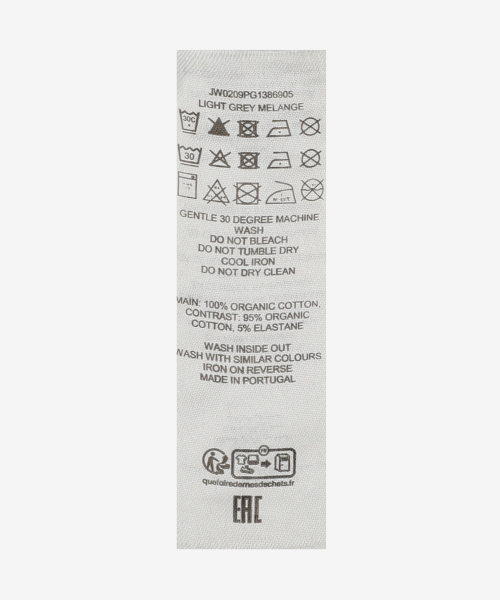 JW0209PG1386905
LIGHT GREY MELANGE
30C
30
GENTLE 30 DEGREE MACHINE
WASH
DO NOT BLEACH
DO NOT TUMBLE DRY
COOL IRON
DO NOT DRY CLEAN
MAIN: 100% ORGANIC COTTON,
CONTRAST: 95% ORGANIC
COTTON, 5% ELASTANE
WASH INSIDE OUT
WASH WITH SIMILAR COLOURS
IRON ON REVERSE
MADE IN PORTUGAL
quefairedemesdechets.fr
EAC